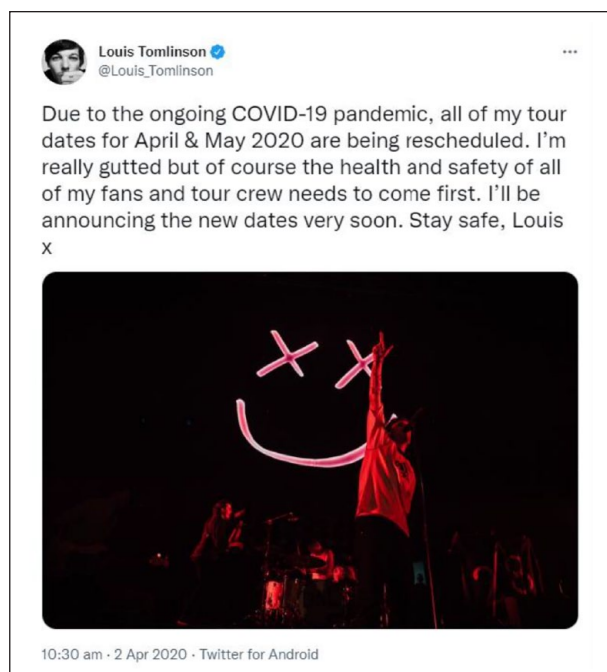 Louis Tomlinson
@Louis_Tomlinson
Due to the ongoing COVID-19 pandemic, all of my tour
dates for April & May 2020 are being rescheduled. I'm
really gutted but of course the health and safety of all
of my fans and tour crew needs to come first. I'll be
announcing the new dates very soon. Stay safe, Louis
x
10:30 am · 2 Apr 2020 · Twitter for Android